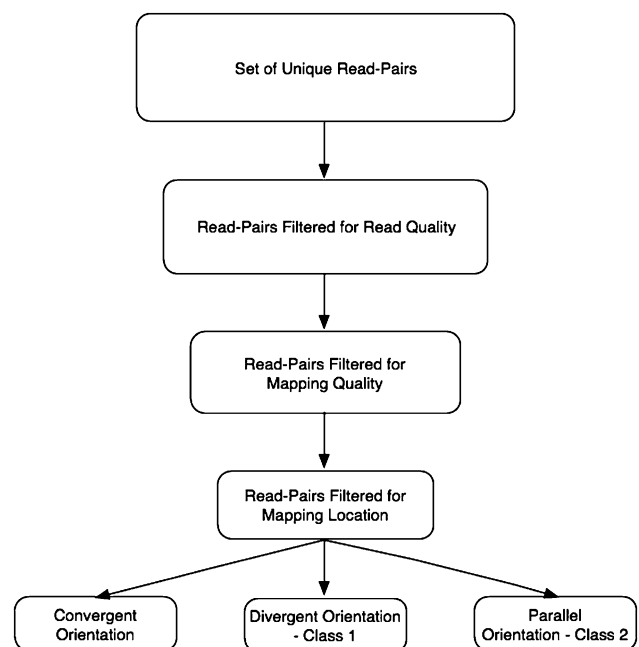 Set of Unique Read-Pairs
Read-Pairs Filtered for Read Quality
Read-Pairs Filtered for
Mapping Quality
Read-Pairs Filtered for
Mapping Location
Convergent
Orientation
Divergent Orientation
- Class 1
Parallel
Orientation - Class 2